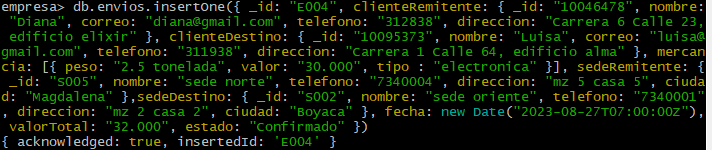 empresa> db.envios.insertOne({ _id: "E004", clienteRemitente: { _id: "10046478", nombre:
"Diana", correo: "diana@gmail.com", telefono: "312838", direccion: "Carrera 6 Calle 23,
edificio elixir" }, clienteDestino: { _id: "10095373", nombre: "Luisa", correo: "luisa@
gmail.com", telefono: "311938", direccion: "Carrera 1 Calle 64, edificio alma" }, mercan
cia: [{ peso: "2.5 tonelada", valor: "30.000", tipo : "electronica" }], sedeRemitente: {
_id: "S005", nombre: "sede norte", telefono: "7340004", direccion: "mz 5 casa 5", ciuda
d: "Magdalena" },sedeDestino: { _id: "S002", nombre: "sede oriente", telefono: "7340001"
, direccion: "mz 2 casa 2", ciudad: "Boyaca" }, fecha: new Date("2023-08-27T07:00:00Z"),
valorTotal: "32.000", estado: "Confirmado" })
{ acknowledged: true, insertedId: 'E004' }